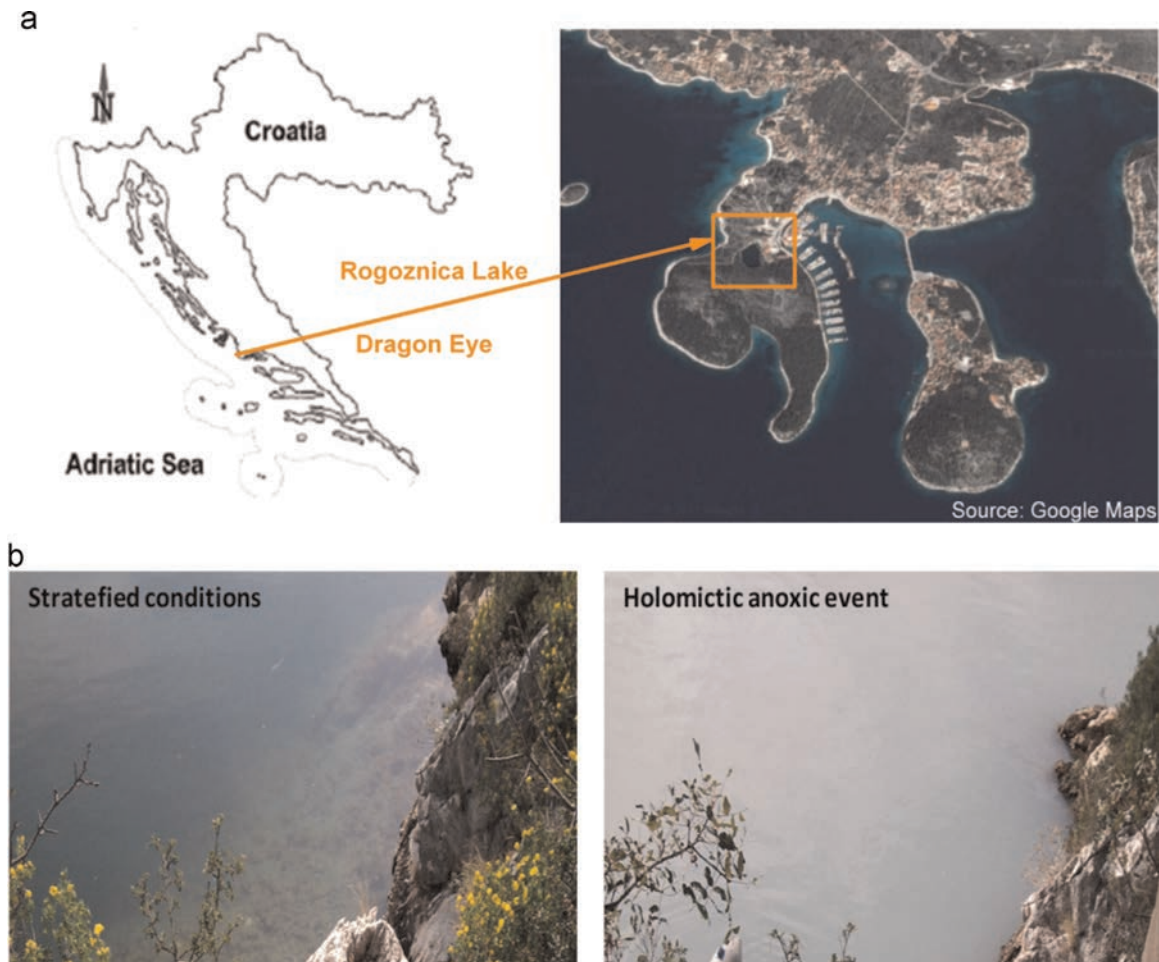 a
N
Croatia
Rogoznica Lake
Dragon Eye
Adriatic Sea
Source: Google Maps
b
Stratefied conditions
Holomictic anoxic event